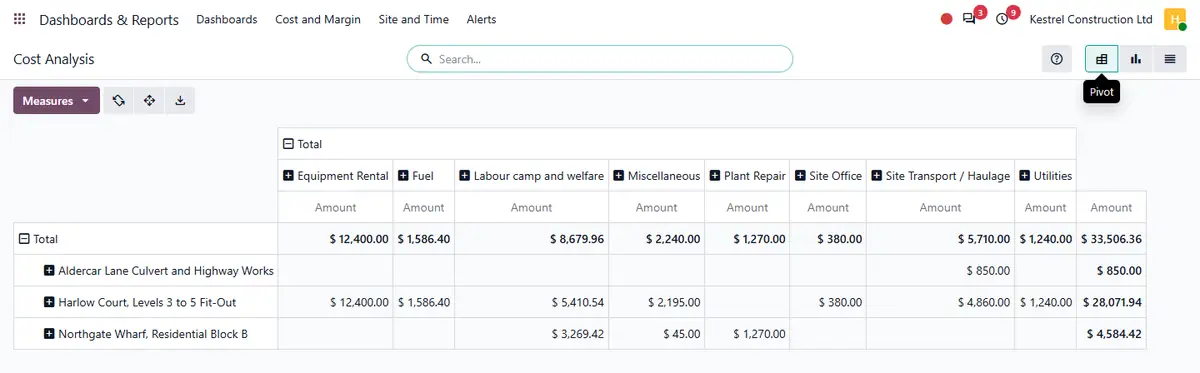 Dashboards & Reports Dashboards Cost and Margin Site and Time Alerts 3 9 Kestrel Construction Ltd H
Cost Analysis Search...
Pivot
Measures
Total
Equipment Rental Fuel Labour camp and welfare Miscellaneous Plant Repair Site Office Site Transport / Haulage Utilities
Amount Amount Amount Amount Amount Amount Amount Amount Amount
Total $ 12,400.00 $ 1,586.40 $ 8,679.96 $ 2,240.00 $ 1,270.00 $ 380.00 $ 5,710.00 $ 1,240.00 $ 33,506.36
Aldercar Lane Culvert and Highway Works $ 850.00 $ 850.00
Harlow Court, Levels 3 to 5 Fit-Out $ 12,400.00 $ 1,586.40 $ 5,410.54 $ 2,195.00 $ 380.00 $ 4,860.00 $ 1,240.00 $ 28,071.94
Northgate Wharf, Residential Block B $ 3,269.42 $ 45.00 $ 1,270.00 $ 4,584.42